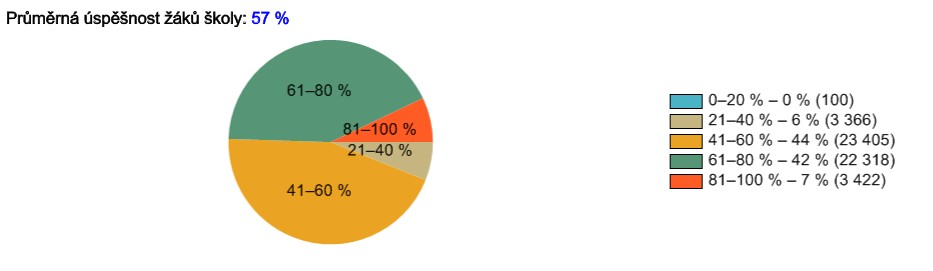 Průměrná úspěšnost žáků školy: 57 %
61–80 %
81–100 %
21–40 %
41–60 %
0–20 % – 0 % (100)
21–40 % – 6 % (3 366)
41–60 % – 44 % (23 405)
61–80 % – 42 % (22 318)
81–100 % – 7 % (3 422)